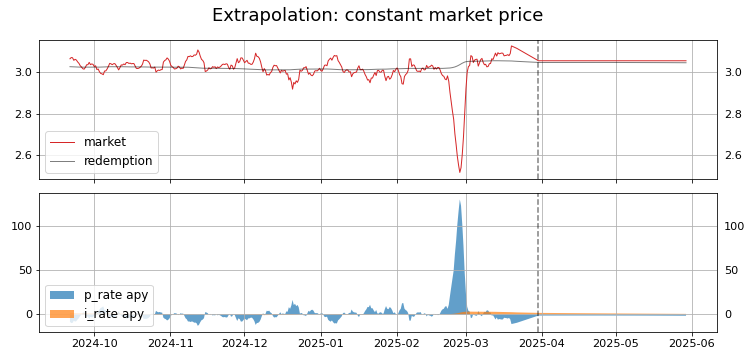 Extrapolation: constant market price
3.0
3.0
2.8
2.8
2.6
2.6
market
redemption
100
100
50
50
0
0
p_rate apy
i_rate apy
2024-10 2024-11 2024-12 2025-01 2025-02 2025-03 2025-04 2025-05 2025-06